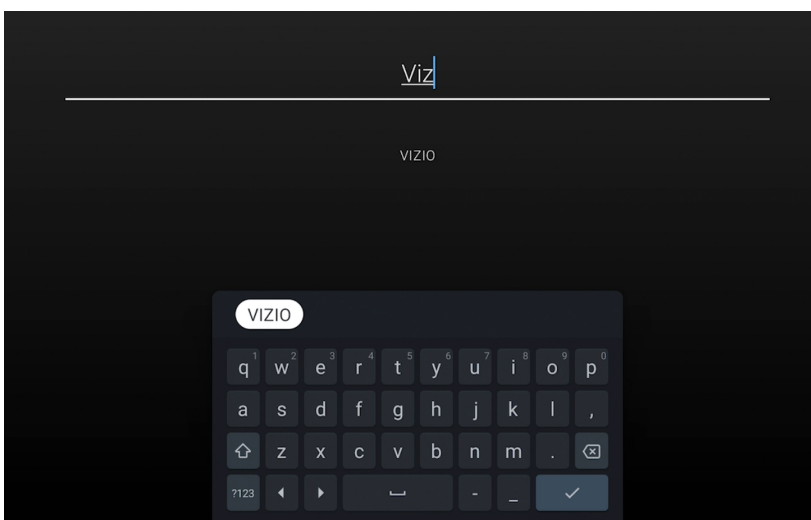 Viz
VIZIO
VIZIO
q 1 w 2 e 3 r 4 t 5 y 6 u 7 i 8 o 9 p 0
a s d f g h j k l ,
z x c v b n m .
?123 - _